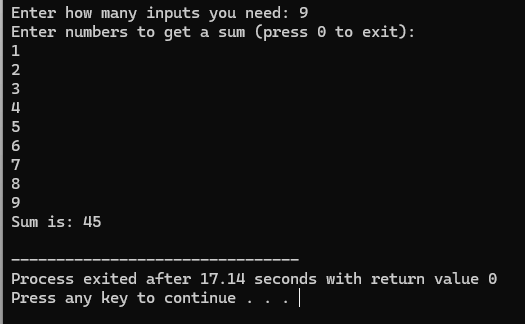 Enter how many inputs you need: 9
Enter numbers to get a sum (press 0 to exit):
1
2
3
4
5
6
7
8
9
Sum is: 45
--------------------------------
Process exited after 17.14 seconds with return value 0
Press any key to continue . . .